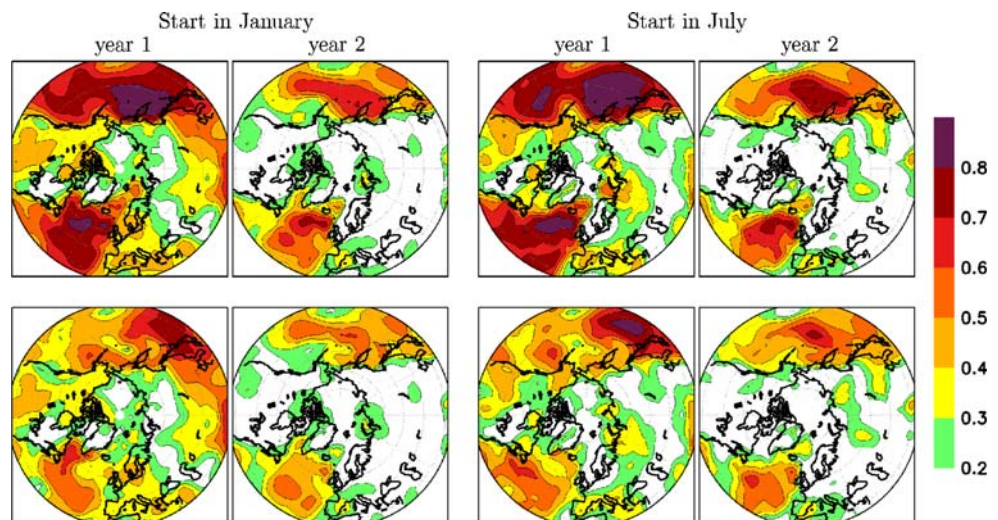 Start in January
Start in July
year 1
year 2
year 1
year 2
0.8
0.7
0.6
0.5
0.4
0.3
0.2